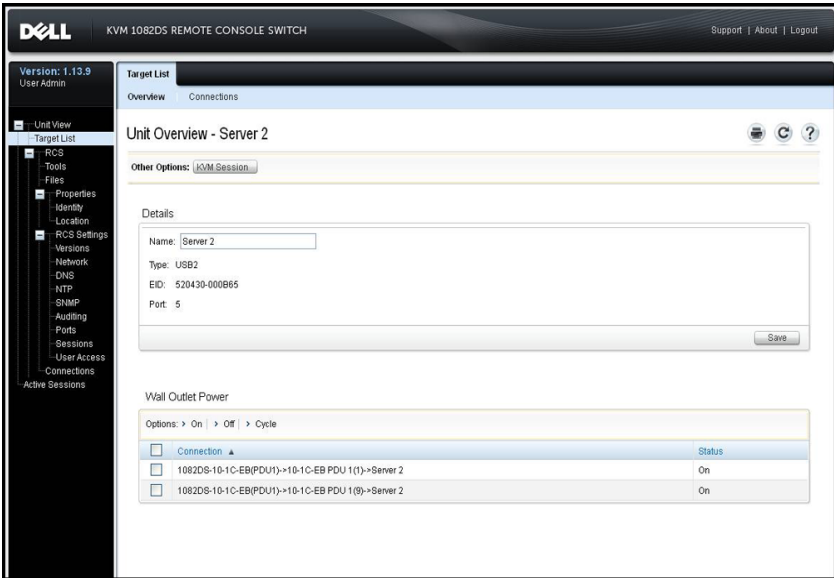 DELL KVM 1082DS REMOTE CONSOLE SWITCH Support | About | Logout
Version: 1.13.9
User Admin
Unit View
Target List
RCS
Tools
Files
Properties
Identity
Location
RCS Settings
Versions
Network
DNS
NTP
SNMP
Auditing
Ports
Sessions
User Access
Connections
Active Sessions
Target List
Overview Connections
Unit Overview - Server 2
?
Other Options: KVM Session
Details
Name: Server 2
Type: USB2
EID: 520430-000B65
Port: 5
Save
Wall Outlet Power
Options: > On | > Off | > Cycle
Connection ▲ Status
1082DS-10-1C-EB(PDU1)->10-1C-EB PDU 1(1)->Server 2 On
1082DS-10-1C-EB(PDU1)->10-1C-EB PDU 1(9)->Server 2 On